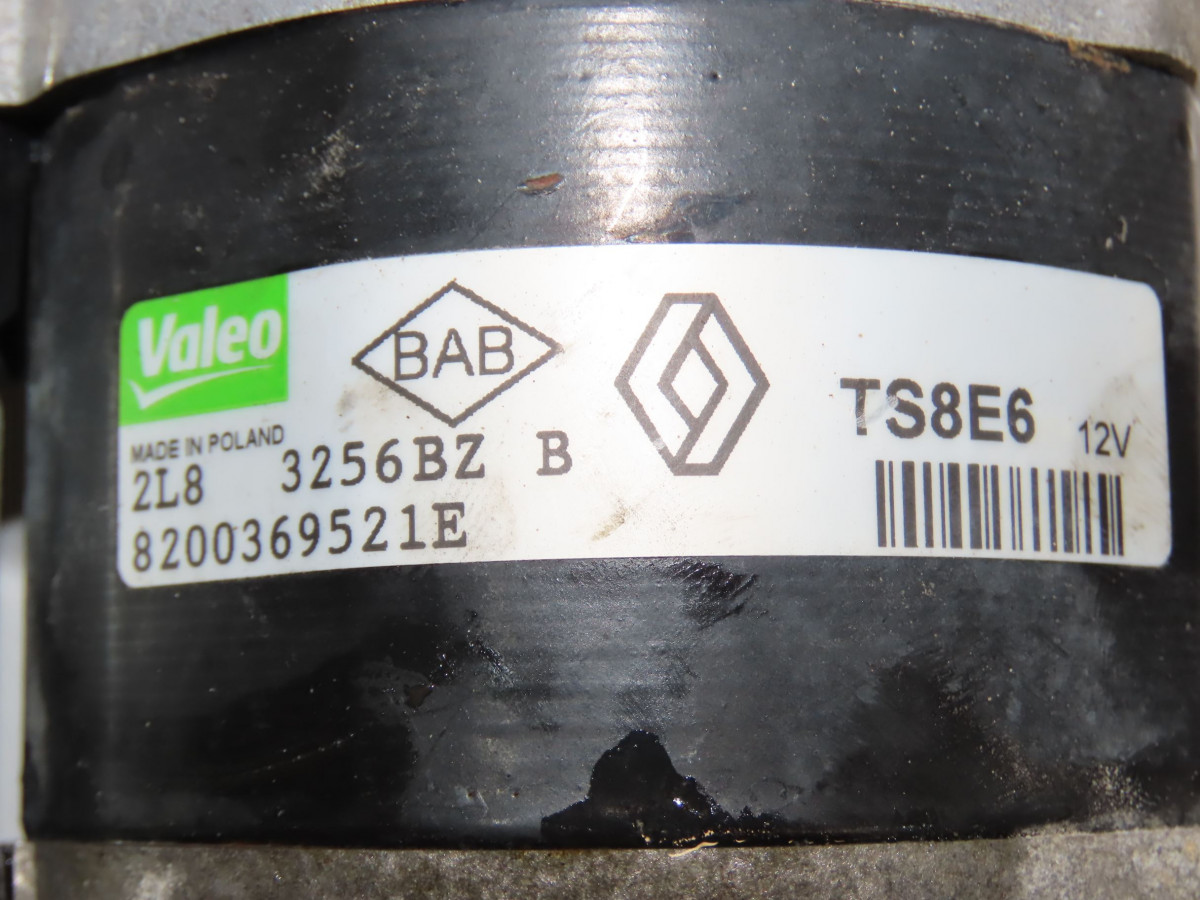 Valeo
BAB
TS8E6 12V
MADE IN POLAND
2L8 3256BZ B
8200369521E